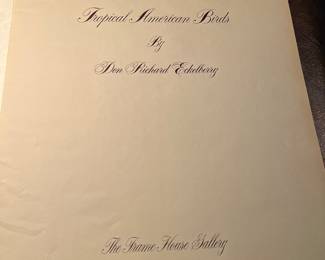 Tropical American Birds
By
Don Richard Eckelberry
The Frame House Gallery